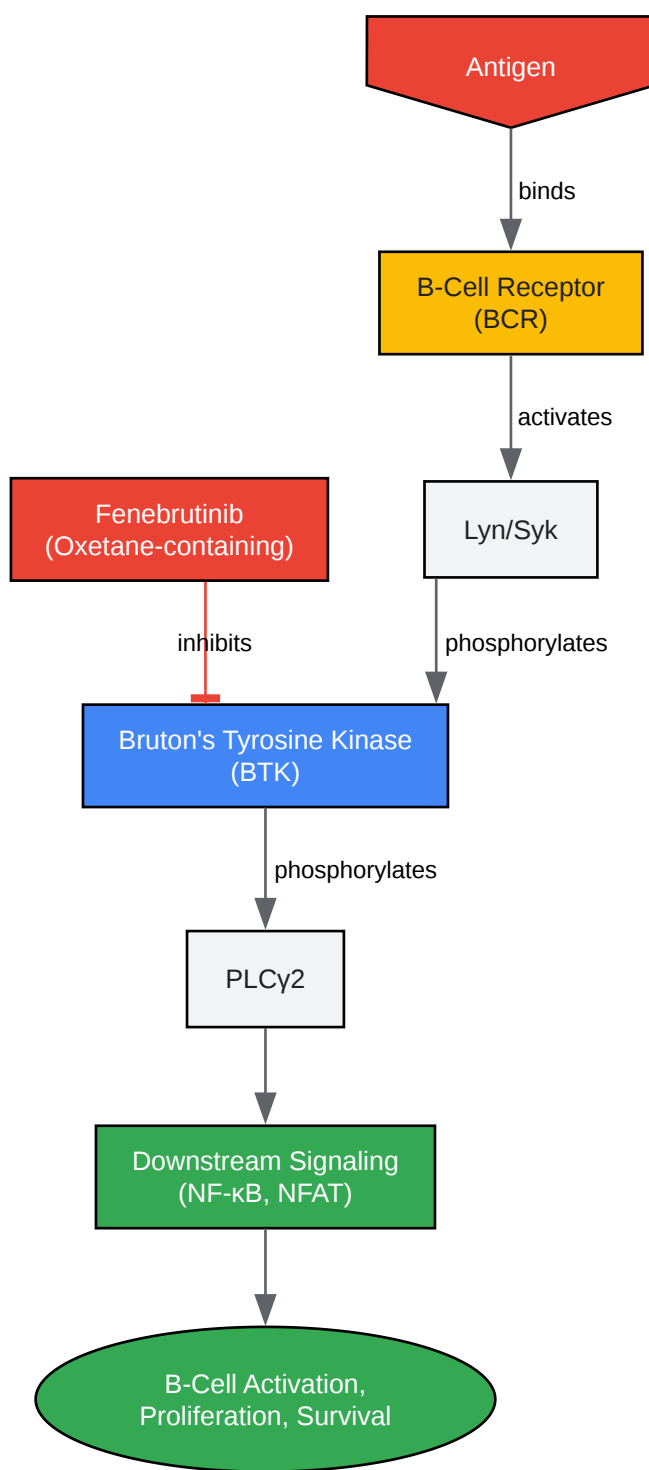 Antigen
binds
B-Cell Receptor
(BCR)
activates
Fenebrutinib
(Oxetane-containing)
Lyn/Syk
inhibits
phosphorylates
Bruton's Tyrosine Kinase
(BTK)
phosphorylates
PLCγ2
Downstream Signaling
(NF-κB, NFAT)
B-Cell Activation,
Proliferation, Survival